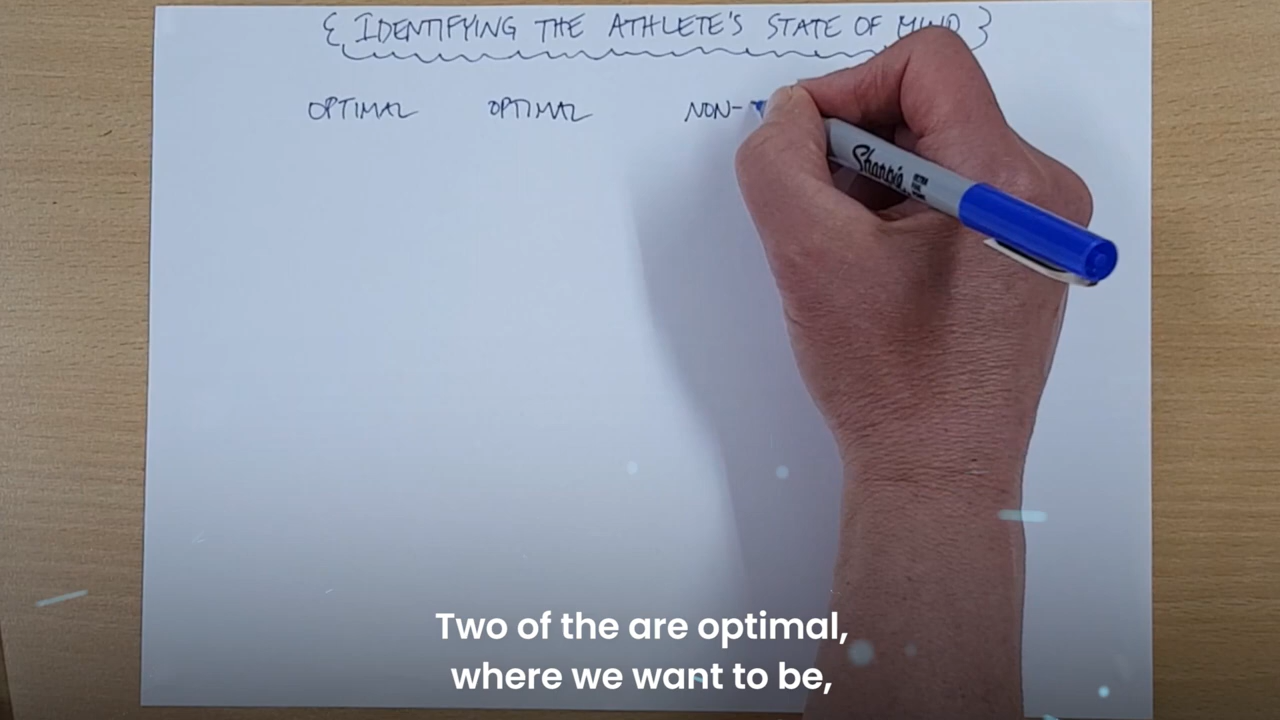 { IDENTIFYING THE ATHLETE'S STATE OF MIND }
OPTIMAL OPTIMAL NON-
Sharpie
Two of the are optimal,
where we want to be,